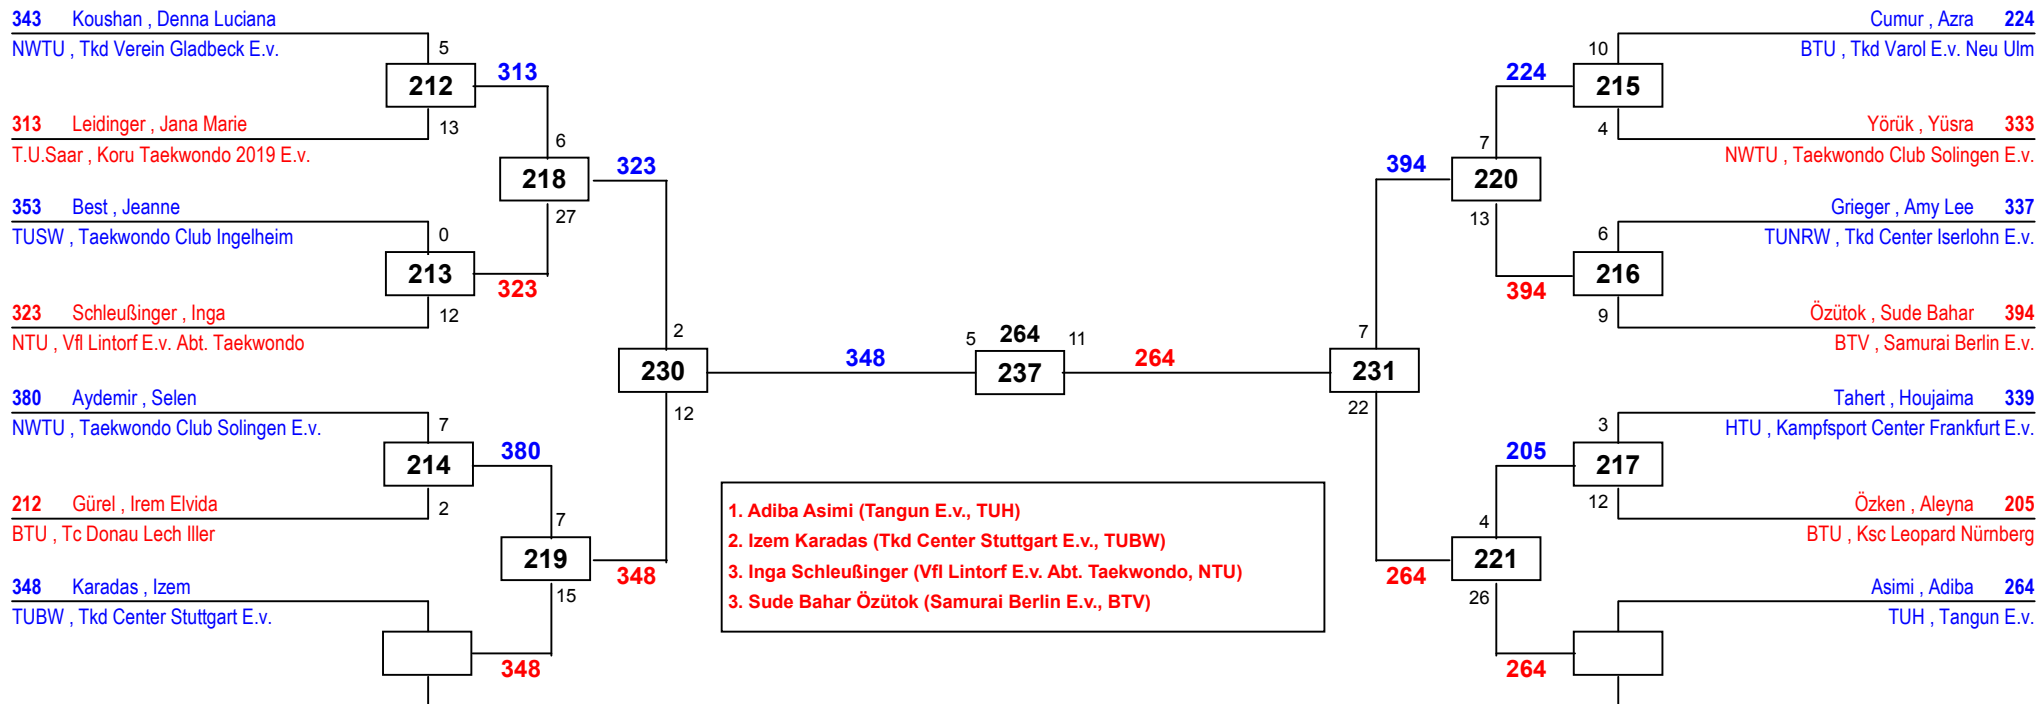 343 Koushan , Denna Luciana
NWTU , Tkd Verein Gladbeck E.v.
5
212
313
13
313 Leidinger , Jana Marie
T.U.Saar , Koru Taekwondo 2019 E.v.
6
218
323
27
353 Best , Jeanne
TUSW , Taekwondo Club Ingelheim
0
213
323
12
323 Schleußinger , Inga
NTU , Vfl Lintorf E.v. Abt. Taekwondo
2
230
348
12
380 Aydemir , Selen
NWTU , Taekwondo Club Solingen E.v.
7
214
380
2
212 Gürel , Irem Elvida
BTU , Tc Donau Lech Iller
7
219
348
15
348 Karadas , Izem
TUBW , Tkd Center Stuttgart E.v.
348
5 264 11
237
264
1. Adiba Asimi (Tangun E.v., TUH)
2. Izem Karadas (Tkd Center Stuttgart E.v., TUBW)
3. Inga Schleußinger (Vfl Lintorf E.v. Abt. Taekwondo, NTU)
3. Sude Bahar Özütok (Samurai Berlin E.v., BTV)
Cumur , Azra 224
BTU , Tkd Varol E.v. Neu Ulm
10
224
215
4
Yörük , Yüsra 333
NWTU , Taekwondo Club Solingen E.v.
7
394
220
13
Grieger , Amy Lee 337
TUNRW , Tkd Center Iserlohn E.v.
6
216
394
9
Özütok , Sude Bahar 394
BTV , Samurai Berlin E.v.
7
231
22
Tahert , Houjaima 339
HTU , Kampfsport Center Frankfurt E.v.
3
205
217
12
Özken , Aleyna 205
BTU , Ksc Leopard Nürnberg
4
221
264
26
Asimi , Adiba 264
TUH , Tangun E.v.
264